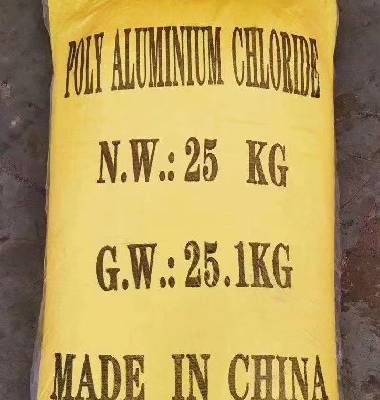 POLY ALUMINIUM CHLORIDE
N.W.: 25 KG
G.W.: 25.1KG
MADE IN CHINA